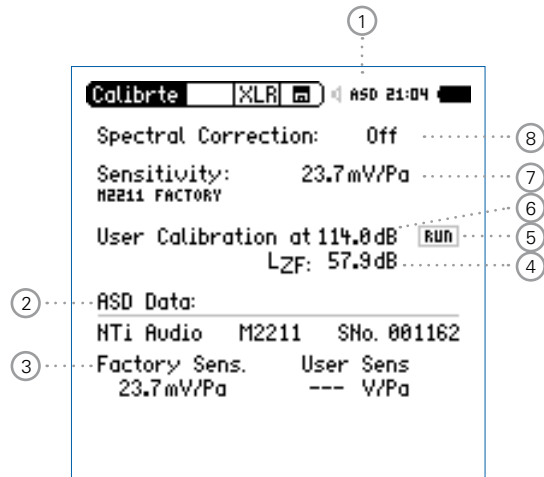 1
Calibrte XLR ASD 21:04
Spectral Correction: Off 8
Sensitivity: 23.7mV/Pa 7
M2211 FACTORY
6
User Calibration at 114.0dB RUN 5
LZF: 57.9dB 4
2 ASD Data:
NTi Audio M2211 SNo. 001162
3 Factory Sens. User Sens
23.7mV/Pa --- V/Pa